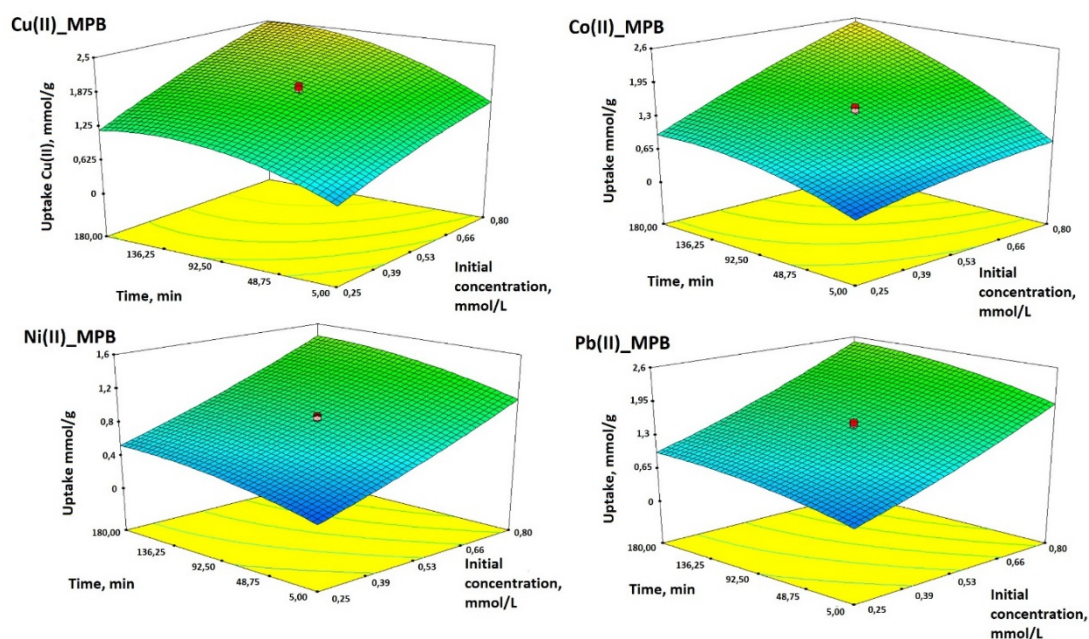 Cu(II)_MPB
Uptake Cu(II), mmol/g
2,5
1,875
1,25
0,625
0
180,00
136,25
92,50
48,75
5,00
Time, min
0,25
0,39
0,53
0,66
0,80
Initial
concentration,
mmol/L
Co(II)_MPB
Uptake mmol/g
2,6
1,95
1,3
0,65
0
180,00
136,25
92,50
48,75
5,00
Time, min
0,25
0,39
0,53
0,66
0,80
Initial
concentration,
mmol/L
Ni(II)_MPB
Uptake mmol/g
1,6
1,2
0,8
0,4
0
180,00
136,25
92,50
48,75
5,00
Time, min
0,25
0,39
0,53
0,66
0,80
Initial
concentration,
mmol/L
Pb(II)_MPB
Uptake, mmol/g
2,6
1,95
1,3
0,65
0
180,00
136,25
92,50
48,75
5,00
Time, min
0,25
0,39
0,53
0,66
0,80
Initial
concentration,
mmol/L